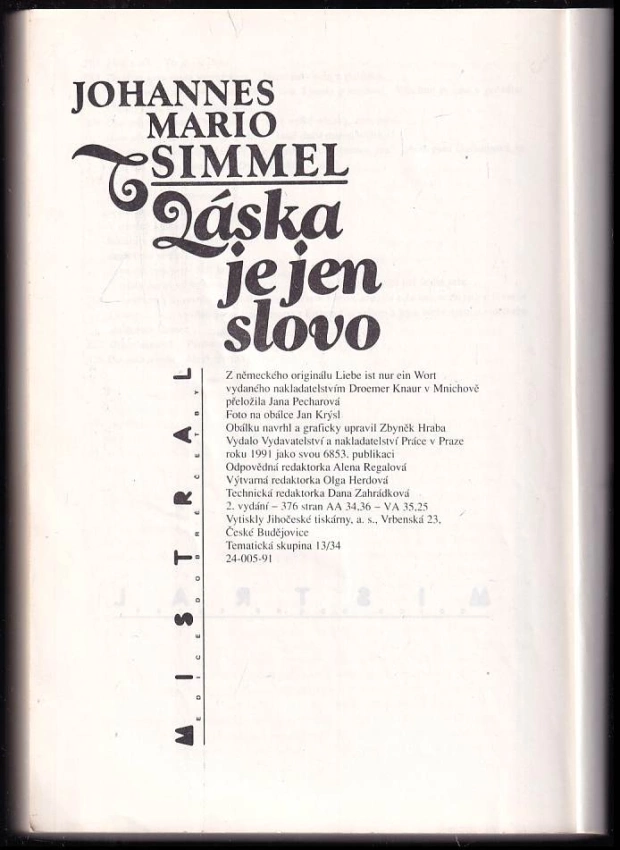 JOHANNES
MARIO
SIMMEL
Láska
je jen
slovo
Z německého originálu Liebe ist nur ein Wort
vydaného nakladatelstvím Droemer Knaur v Mnichově
přeložila Jana Pecharová
Foto na obálce Jan Krýsl
Obálku navrhl a graficky upravil Zbyněk Hraba
Vydalo Vydavatelství a nakladatelství Práce v Praze
roku 1991 jako svou 6853. publikaci
Odpovědná redaktorka Alena Regalová
Výtvarná redaktorka Olga Herdová
Technická redaktorka Dana Zahrádková
2. vydání – 376 stran AA 34,36 – VA 35,25
Vytiskly Jihočeské tiskárny, a. s., Vrbenská 23,
České Budějovice
Tematická skupina 13/34
24-005-91
MISTRAL
EDICE DOBRÉ ČETBY